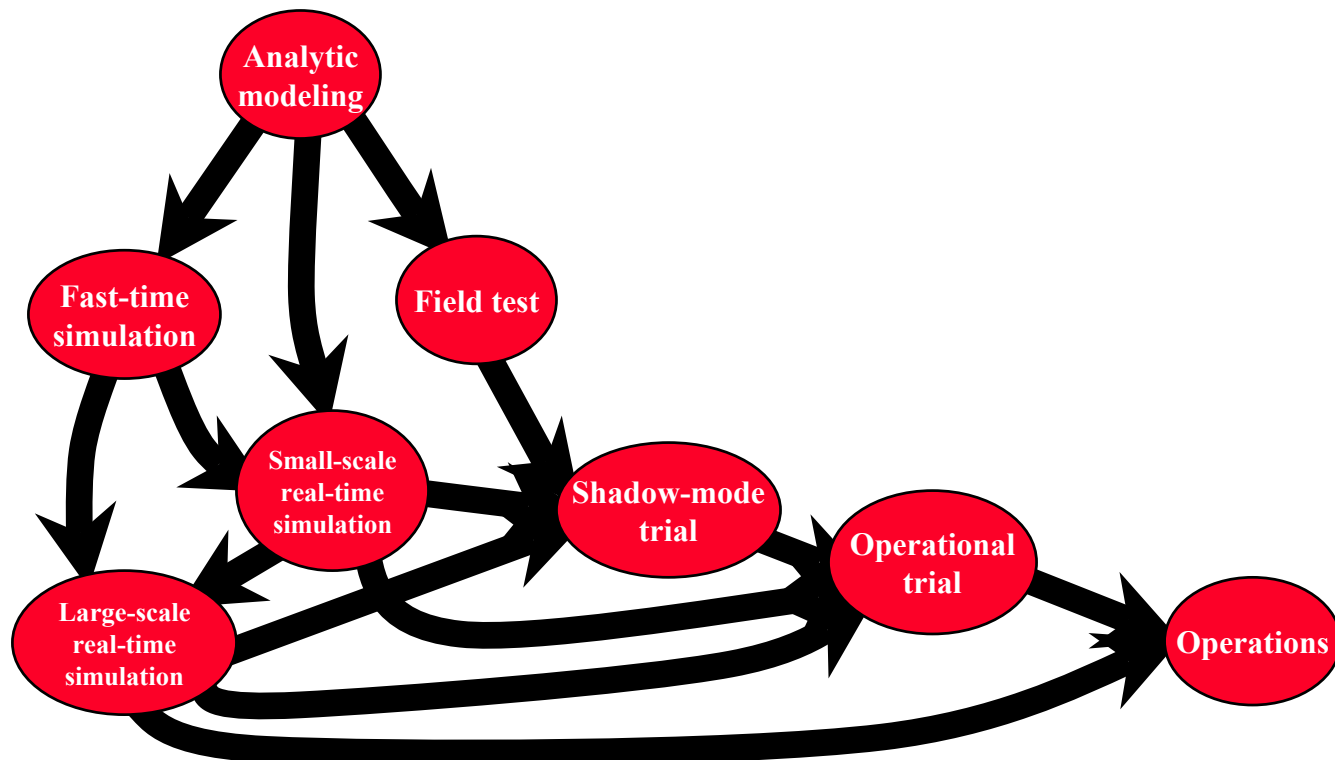 Analytic
modeling
Fast-time
simulation
Field test
Small-scale
real-time
simulation
Shadow-mode
trial
Operational
trial
Large-scale
real-time
simulation
Operations